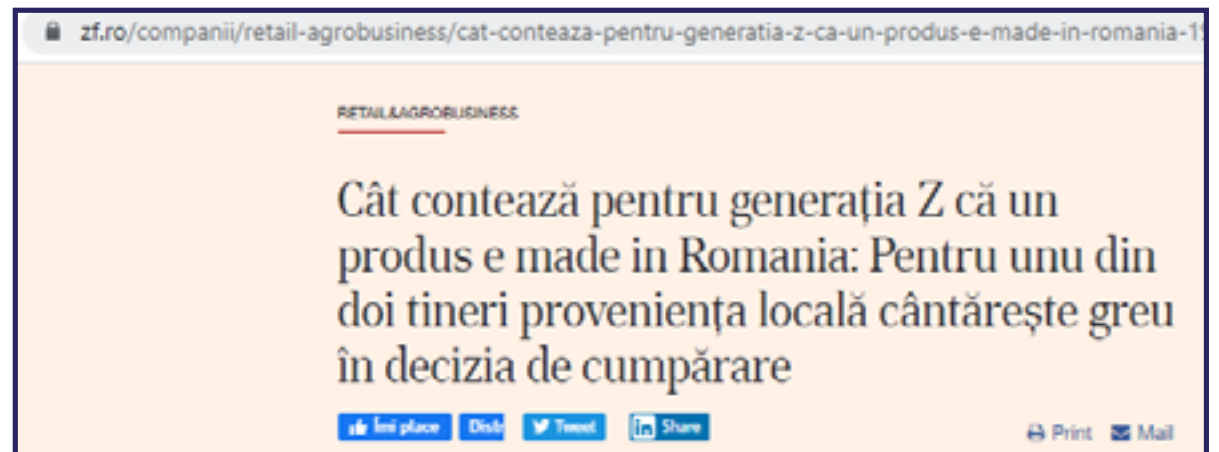 zf.ro/companii/retail-agrobusiness/cat-conteaza-pentru-generatia-z-ca-un-produs-e-made-in-romania-1
RETAIL&AGROBUSINESS
Cât contează pentru generația Z că un
produs e made in Romania: Pentru unu din
doi tineri proveniența locală cântărește greu
în decizia de cumpărare
Îmi place Distr Tweet in Share Print Mail